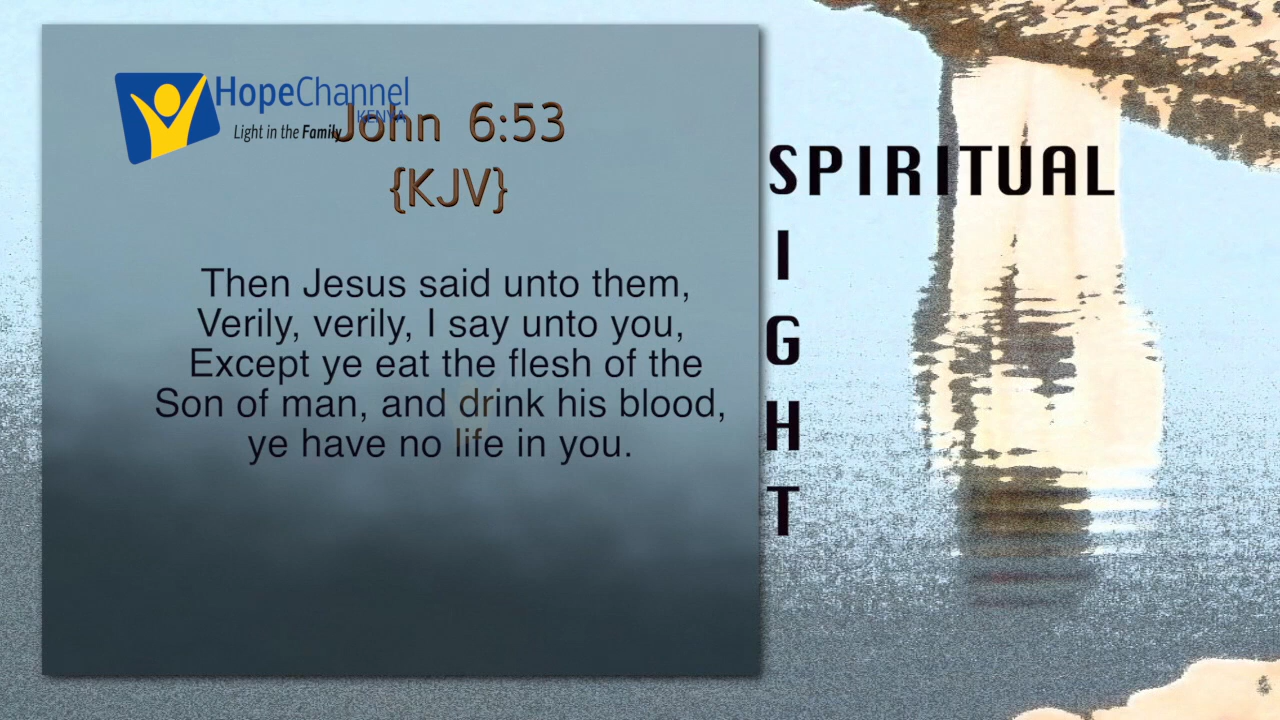 HopeChannel
KENYA
Light in the Family
John 6:53
{KJV}
Then Jesus said unto them,
Verily, verily, I say unto you,
Except ye eat the flesh of the
Son of man, and drink his blood,
ye have no life in you.
SPIRITUAL
I
G
H
T